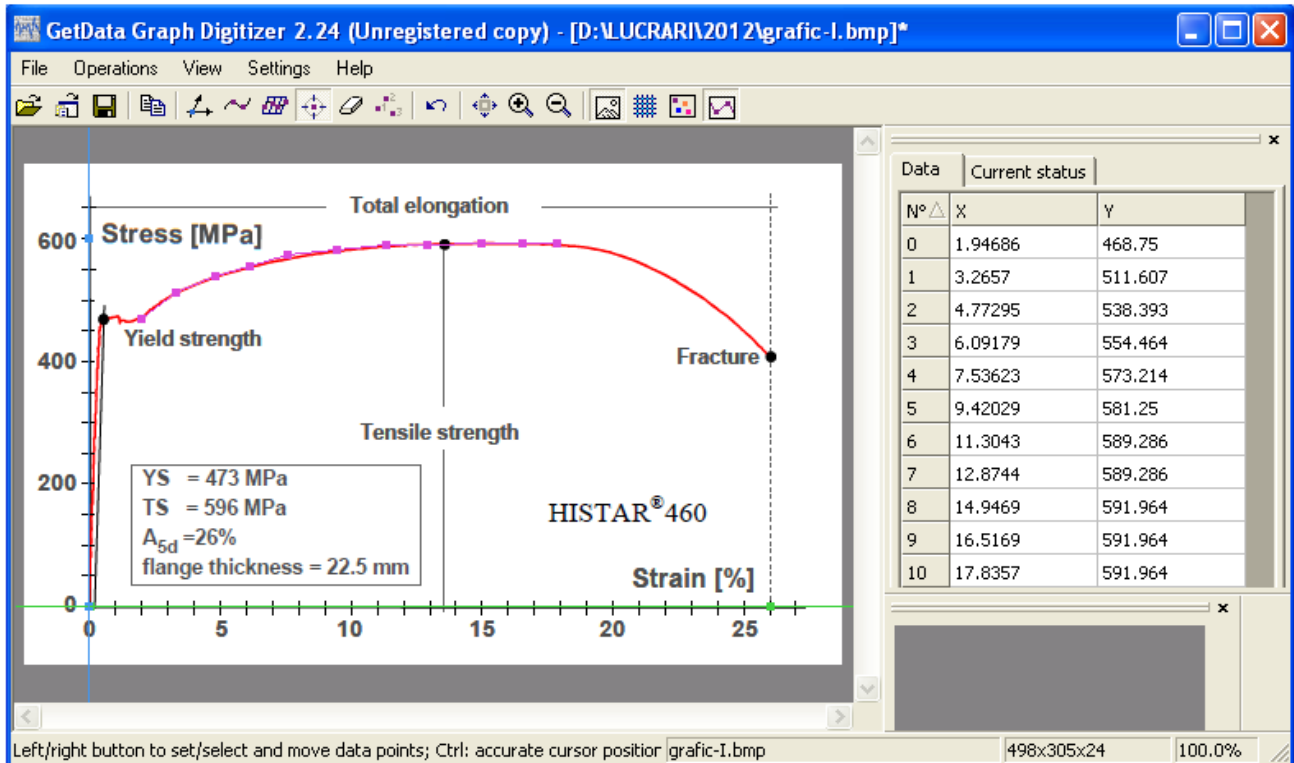 GetData Graph Digitizer 2.24 (Unregistered copy) - [D:\LUCRARI\2012\grafic-I.bmp]*
File Operations View Settings Help
Total elongation
600
Stress [MPa]
Yield strength
400
Fracture
Tensile strength
200
YS = 473 MPa
TS = 596 MPa
A5d =26%
flange thickness = 22.5 mm
HISTAR®460
Strain [%]
0
0 5 10 15 20 25
Data Current status
N° X Y
0 1.94686 468.75
1 3.2657 511.607
2 4.77295 538.393
3 6.09179 554.464
4 7.53623 573.214
5 9.42029 581.25
6 11.3043 589.286
7 12.8744 589.286
8 14.9469 591.964
9 16.5169 591.964
10 17.8357 591.964
Left/right button to set/select and move data points; Ctrl: accurate cursor position grafic-I.bmp 498x305x24 100.0%